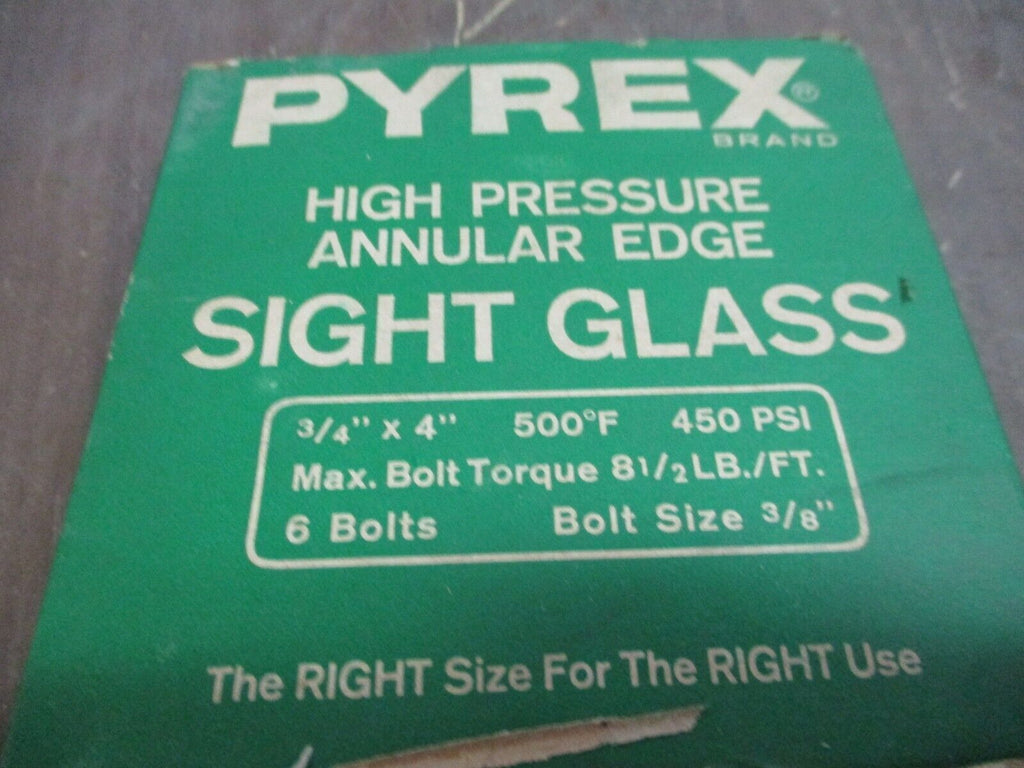 PYREX®
BRAND
HIGH PRESSURE
ANNULAR EDGE
SIGHT GLASS
3/4" x 4" 500°F 450 PSI
Max. Bolt Torque 8 1/2 LB./FT.
6 Bolts Bolt Size 3/8"
The RIGHT Size For The RIGHT Use